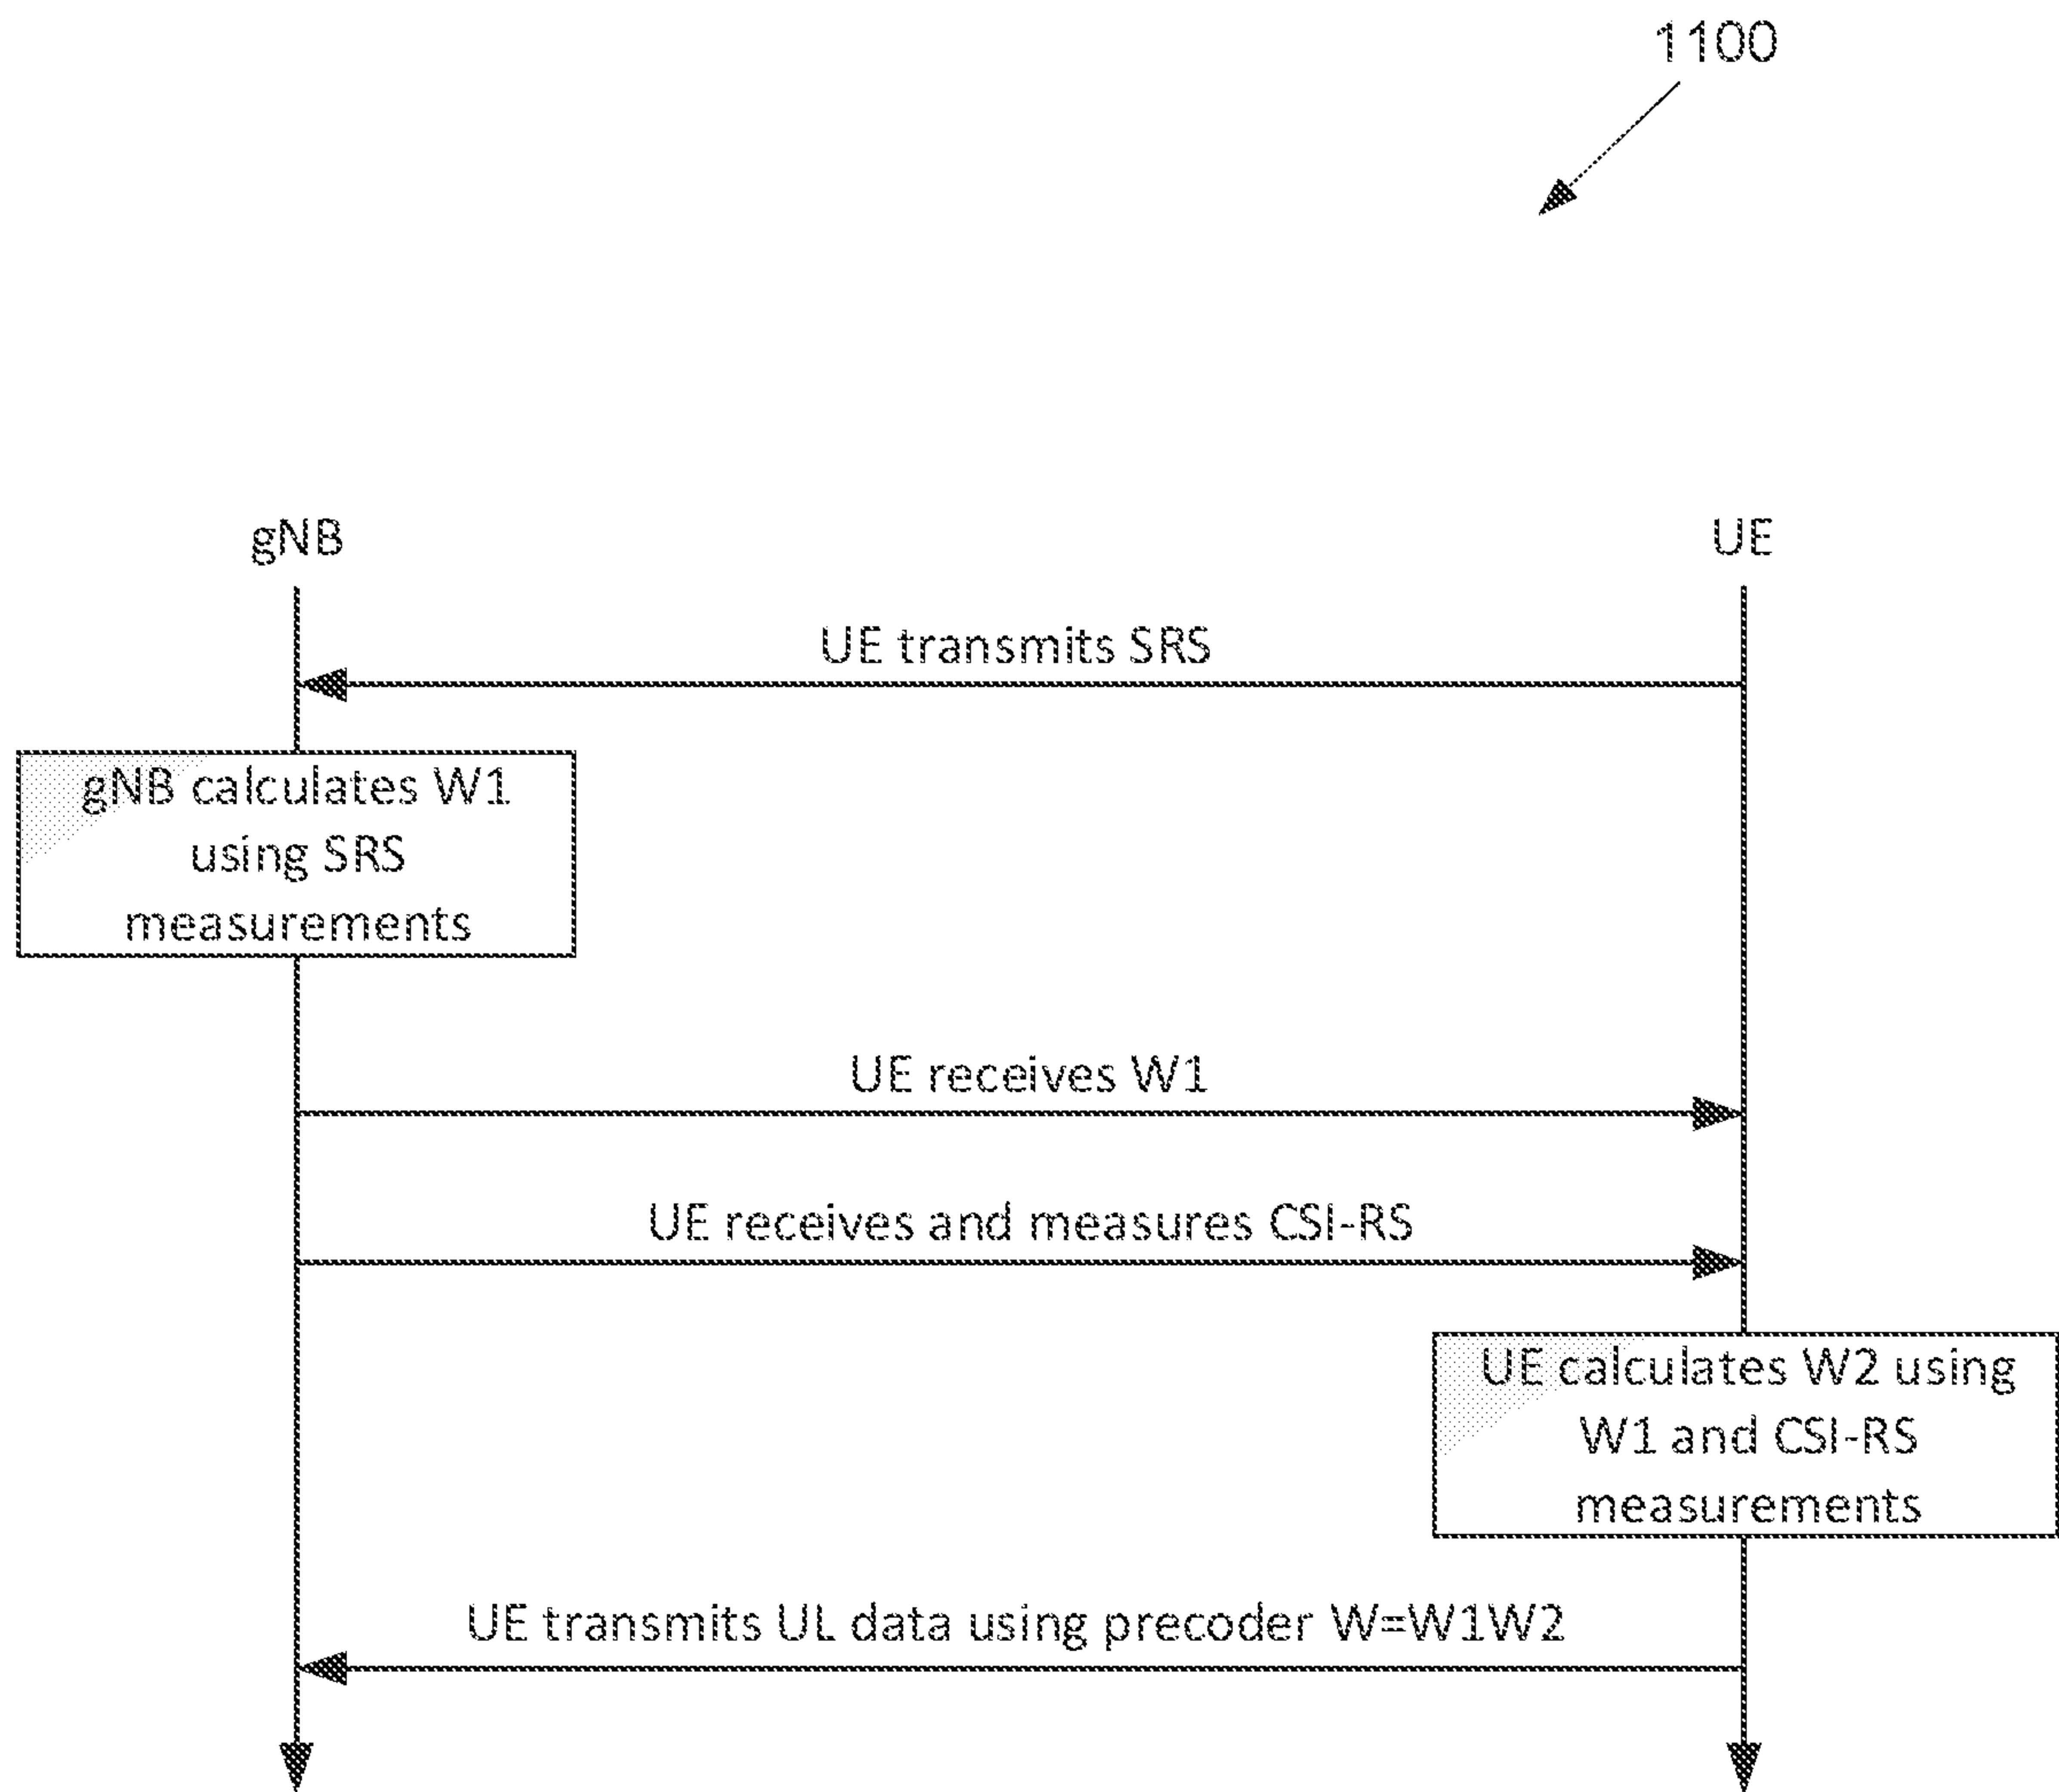 1100
gNB
UE
UE transmits SRS
gNB calculates W1
using SRS
measurements
UE receives W1
UE receives and measures CSI-RS
UE calculates W2 using
W1 and CSI-RS
measurements
UE transmits UL data using precoder W=W1W2